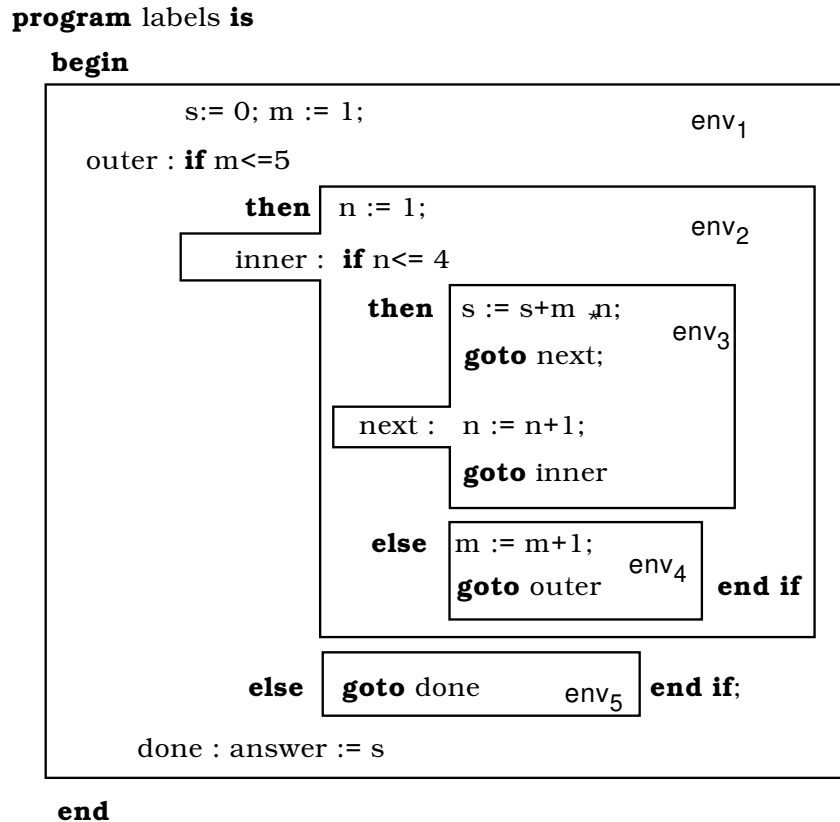 program labels is
begin
s:= 0; m := 1;
env1
outer : if m<=5
then n := 1;
env2
inner : if n<= 4
then s := s+m *n;
env3
goto next;
next : n := n+1;
goto inner
else m := m+1;
env4
goto outer end if
else goto done env5 end if;
done : answer := s
end